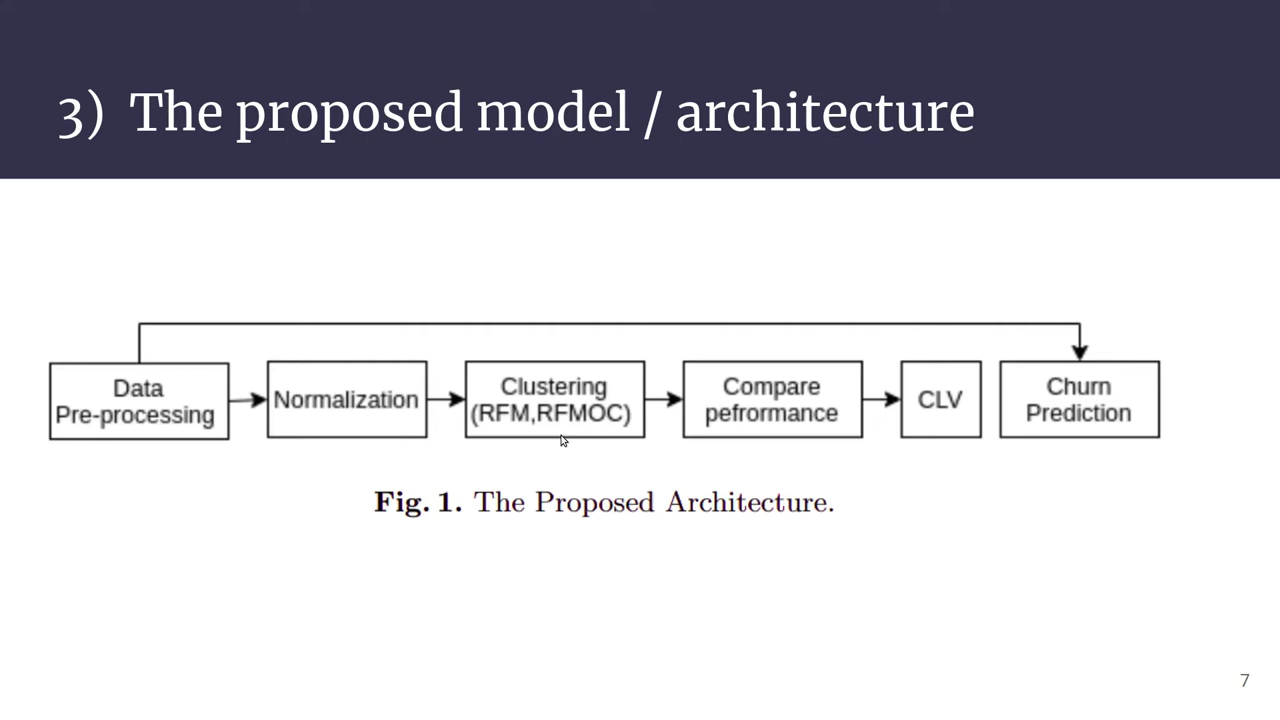 3) The proposed model / architecture
Data
Pre-processing
Normalization
Clustering
(RFM,RFMOC)
Compare
pefrormance
CLV
Churn
Prediction
Fig. 1. The Proposed Architecture.
7